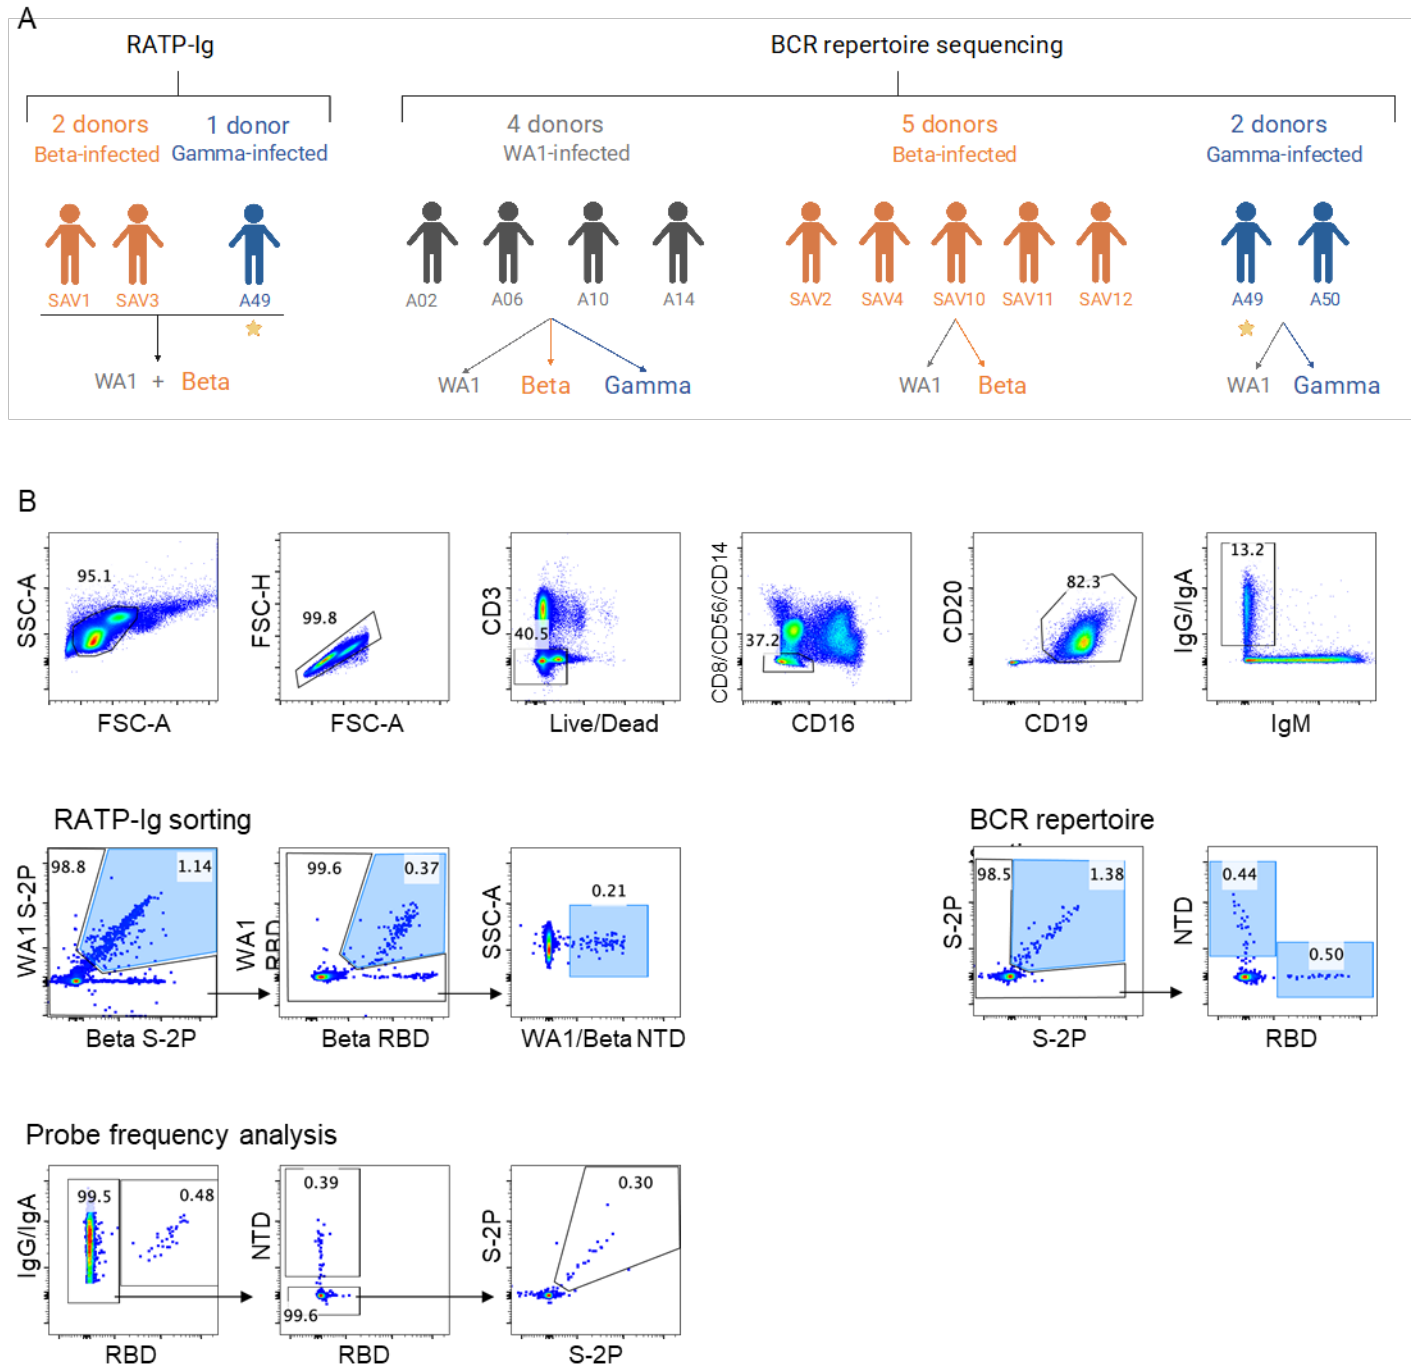 A
RATP-Ig
BCR repertoire sequencing
2 donors
1 donor
4 donors
5 donors
2 donors
Beta-infected
Gamma-infected
WA1-infected
Beta-infected
Gamma-infected
SAV1
SAV3
A49
A02
A06
A10
A14
SAV2
SAV4
SAV10
SAV11
SAV12
A49
A50
WA1 + Beta
WA1
Beta
Gamma
WA1
Beta
WA1
Gamma
B
SSC-A
95.1
FSC-A
FSC-H
99.8
FSC-A
CD3
40.5
Live/Dead
CD8/CD56/CD14
37.2
CD16
CD20
82.3
CD19
IgG/IgA
13.2
IgM
RATP-Ig sorting
WA1 S-2P
98.8
1.14
Beta S-2P
WA1
RBD
99.6
0.37
Beta RBD
SSC-A
0.21
WA1/Beta NTD
BCR repertoire
S-2P
98.5
1.38
S-2P
NTD
0.44
0.50
RBD
Probe frequency analysis
IgG/IgA
99.5
0.48
RBD
NTD
0.39
99.6
RBD
S-2P
0.30
S-2P